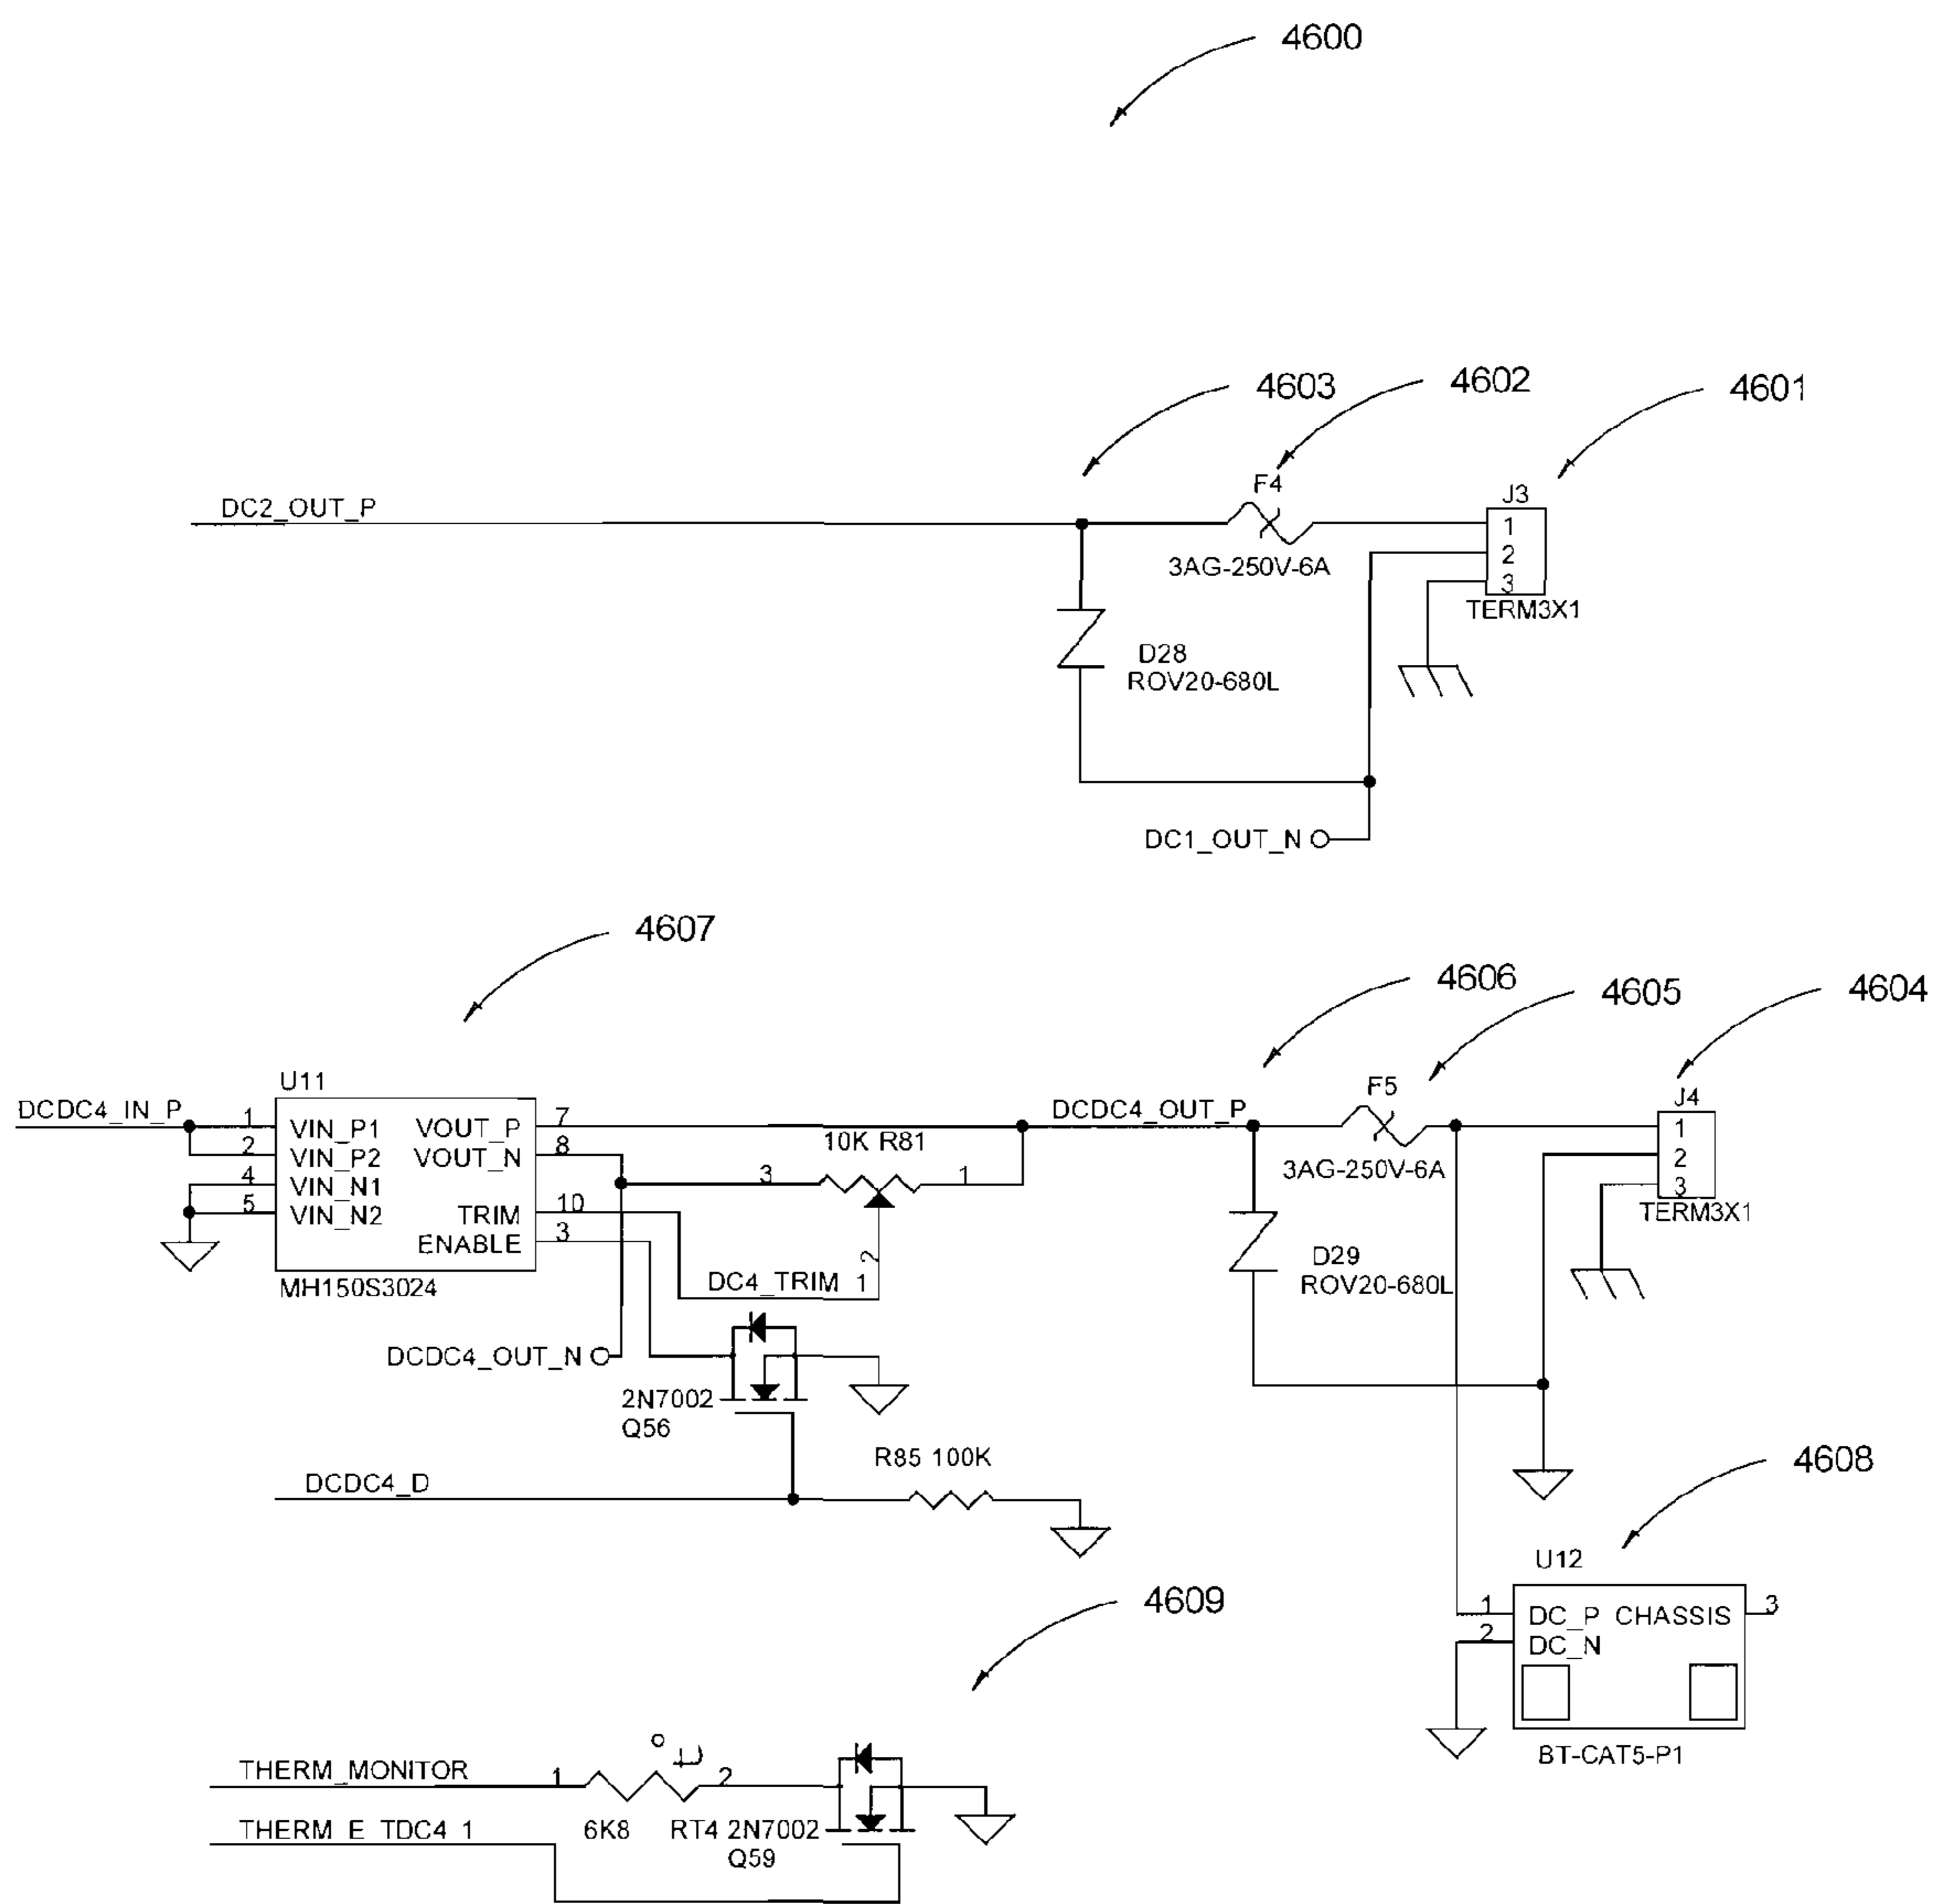 4600
4603
4602
4601
F4
J3
DC2_OUT_P
1
2
3
3AG-250V-6A
TERM3X1
D28
ROV20-680L
DC1_OUT_N
4607
4606
4605
4604
U11
F5
J4
DCDC4_IN_P
1
VIN_P1
VOUT_P
7
DCDC4_OUT_P
1
2
VIN_P2
VOUT_N
8
10K R81
3AG-250V-6A
2
4
VIN_N1
3
1
3
5
VIN_N2
TRIM
10
TERM3X1
ENABLE
3
2
MH150S3024
DC4_TRIM_1
D29
ROV20-680L
DCDC4_OUT_N
2N7002
Q56
R85 100K
DCDC4_D
4608
U12
4609
1
DC_P
CHASSIS
3
2
DC_N
BT-CAT5-P1
THERM_MONITOR
1
t°
2
THERM_E_TDC4_1
6K8
RT4
2N7002
Q59